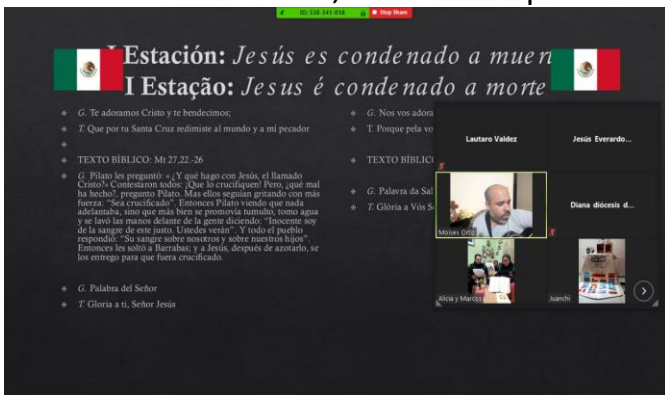 ID: 338-341-018 Stop Share
I Estación: Jesús es condenado a muert
I Estação: Jesus é condenado a morte
G. Te adoramos Cristo y te bendecimos;
T. Que por tu Santa Cruz redimiste al mundo y a mi pecador
TEXTO BÍBLICO: Mt 27,22.-26
G. Pilato les preguntó: «¿Y qué hago con Jesús, el llamado
Cristo?» Contestaron todos: ¡Que lo crucifiquen! Pero, ¿qué mal
ha hecho?, pregunto Pilato. Mas ellos seguían gritando con más
fuerza: "Sea crucificado". Entonces Pilato viendo que nada
adelantaba, sino que más bien se promovía tumulto, tomo agua
y se lavó las manos delante de la gente diciendo: "Inocente soy
de la sangre de este justo. Ustedes verán". Y todo el pueblo
respondió: "Su sangre sobre nosotros y sobre nuestros hijos".
Entonces les soltó a Barrabas; y a Jesús, después de azotarlo, se
los entrego para que fuera crucificado.
G. Palabra del Señor
T. Gloria a ti, Señor Jesús
G. Nos vos adora
T. Porque pela vo
TEXTO BÍBLICO
G. Palavra da Sal
T. Glória a Vós S
Lautaro Valdez
Jesús Everardo...
Moises Ortiz
Diana diócesis d...
Alicia y Marcos
Juanchi